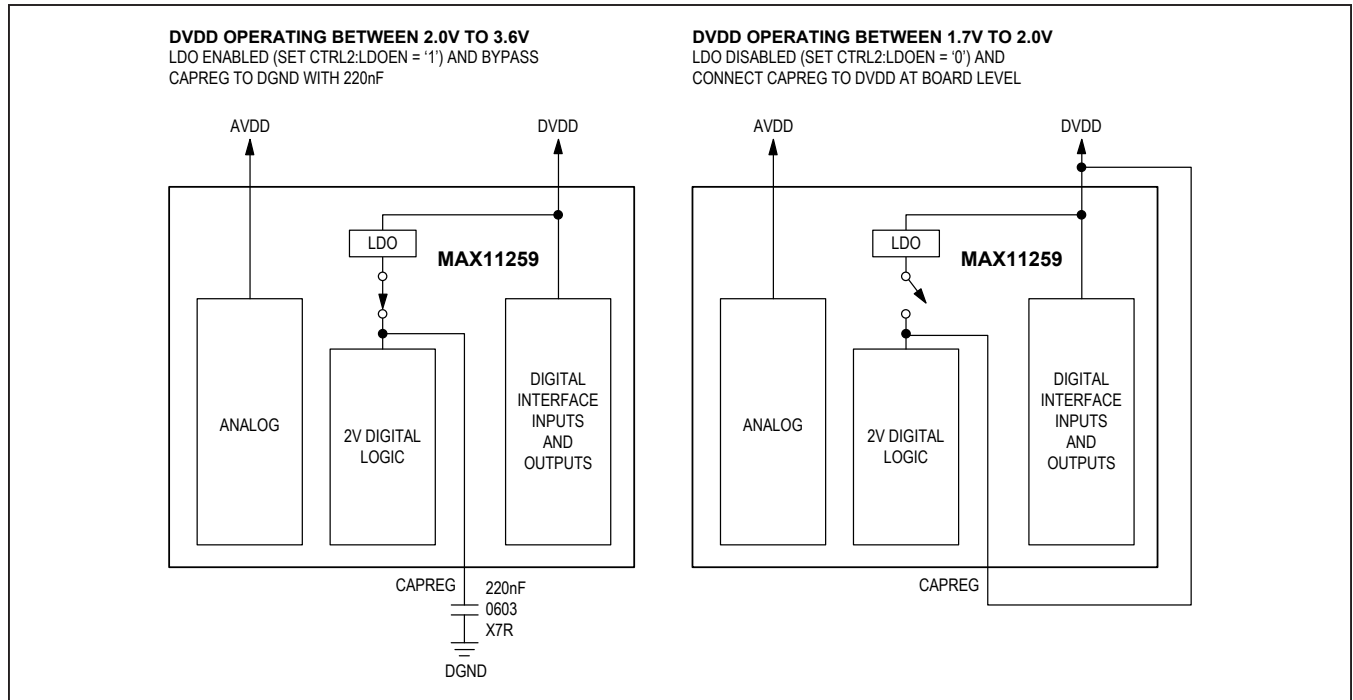 DVDD OPERATING BETWEEN 2.0V TO 3.6V
LDO ENABLED (SET CTRL2:LDOEN = ‘1’) AND BYPASS
CAPREG TO DGND WITH 220nF
AVDD
DVDD
LDO
MAX11259
ANALOG
2V DIGITAL
LOGIC
DIGITAL
INTERFACE
INPUTS
AND
OUTPUTS
CAPREG
220nF
0603
X7R
DGND
DVDD OPERATING BETWEEN 1.7V TO 2.0V
LDO DISABLED (SET CTRL2:LDOEN = ‘0’) AND
CONNECT CAPREG TO DVDD AT BOARD LEVEL
AVDD
DVDD
LDO
MAX11259
ANALOG
2V DIGITAL
LOGIC
DIGITAL
INTERFACE
INPUTS
AND
OUTPUTS
CAPREG